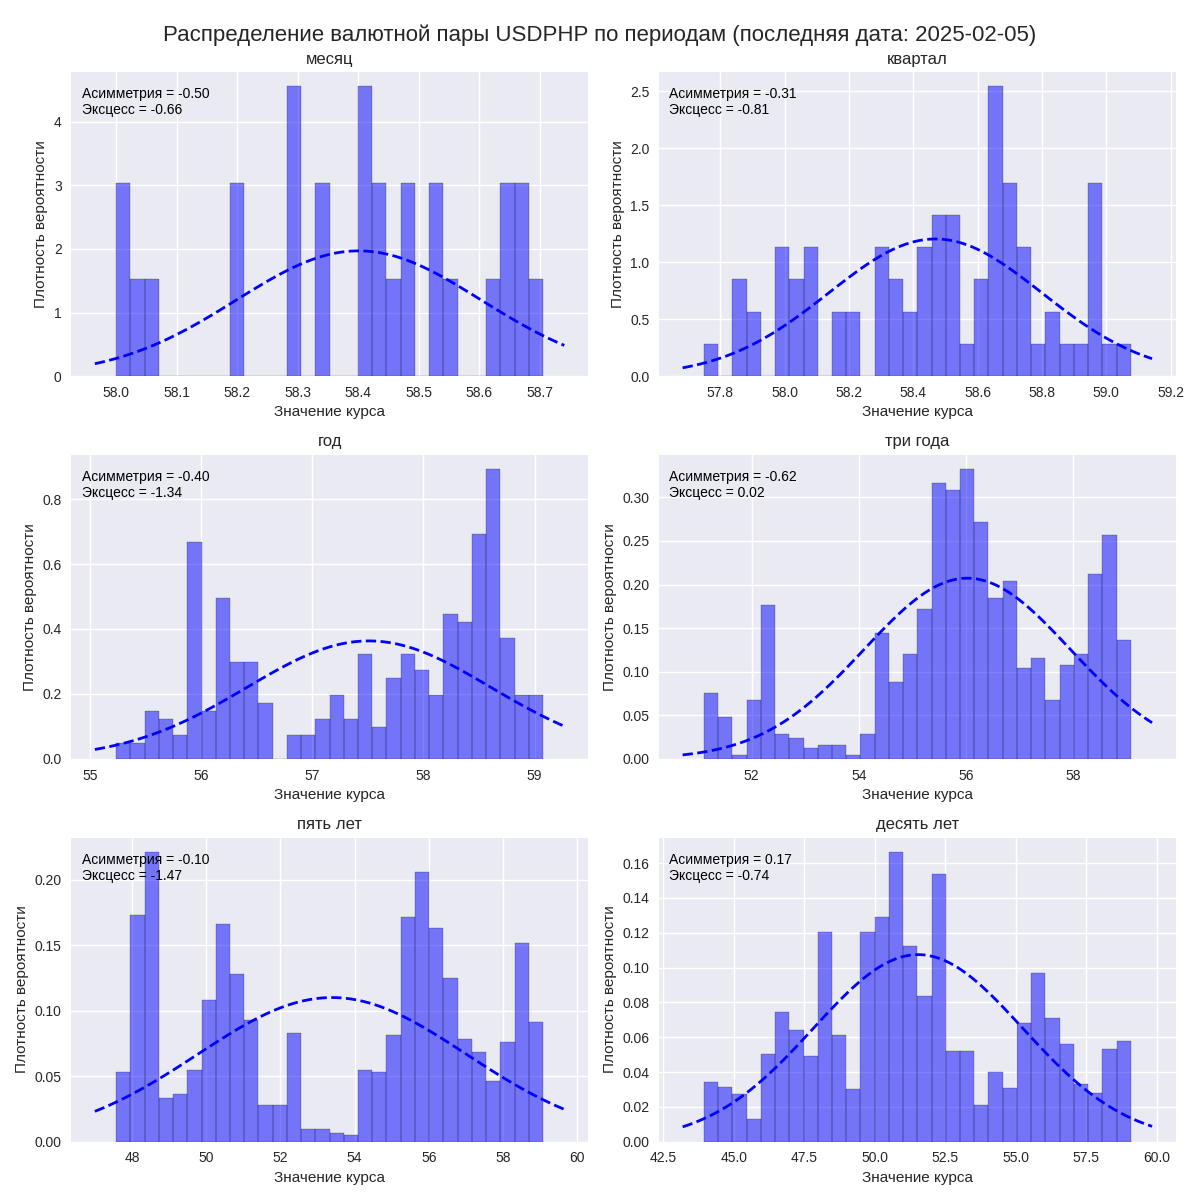 Распределение валютной пары USDPHP по периодам (последняя дата: 2025-02-05)
месяц
Асимметрия = -0.50
Эксцесс = -0.66
Плотность вероятности
4
3
2
1
0
58.0 58.1 58.2 58.3 58.4 58.5 58.6 58.7
Значение курса
квартал
Асимметрия = -0.31
Эксцесс = -0.81
Плотность вероятности
2.5
2.0
1.5
1.0
0.5
0.0
57.8 58.0 58.2 58.4 58.6 58.8 59.0 59.2
Значение курса
год
Асимметрия = -0.40
Эксцесс = -1.34
Плотность вероятности
0.8
0.6
0.4
0.2
0.0
55 56 57 58 59
Значение курса
три года
Асимметрия = -0.62
Эксцесс = 0.02
Плотность вероятности
0.30
0.25
0.20
0.15
0.10
0.05
0.00
52 54 56 58
Значение курса
пять лет
Асимметрия = -0.10
Эксцесс = -1.47
Плотность вероятности
0.20
0.15
0.10
0.05
0.00
48 50 52 54 56 58 60
Значение курса
десять лет
Асимметрия = 0.17
Эксцесс = -0.74
Плотность вероятности
0.16
0.14
0.12
0.10
0.08
0.06
0.04
0.02
0.00
42.5 45.0 47.5 50.0 52.5 55.0 57.5 60.0
Значение курса